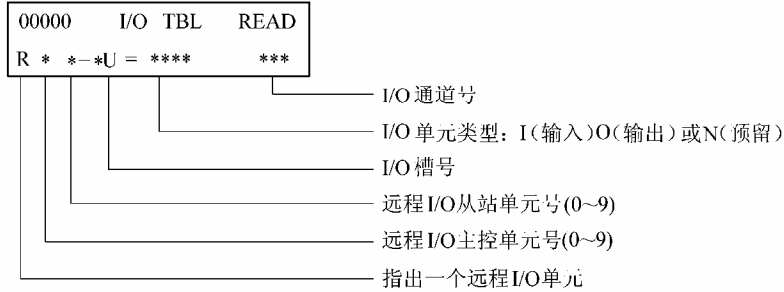 00000 I/O TBL READ
R * *-*U = **** ***
I/O通道号
I/O单元类型：I(输入)O(输出)或N(预留)
I/O槽号
远程I/O从站单元号(0~9)
远程I/O主控单元号(0~9)
指出一个远程I/O单元